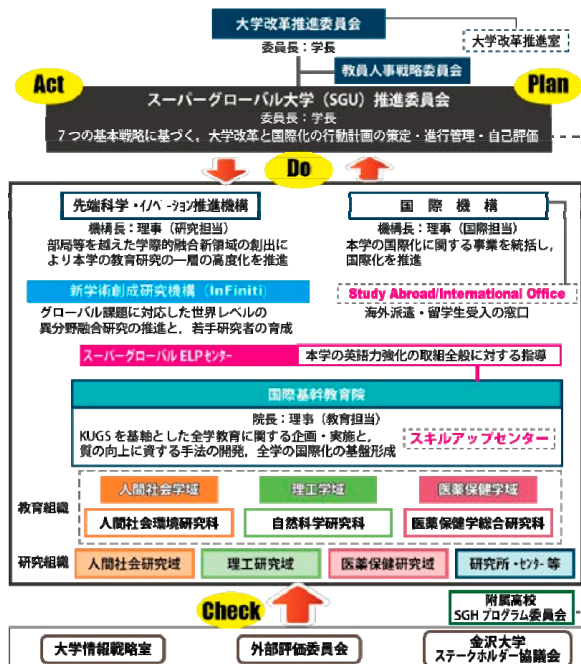 大学改革推進委員会
委員長：学長
大学改革推進室
教員人事戦略委員会
Act
Plan
スーパーグローバル大学（SGU）推進委員会
委員長：学長
７つの基本戦略に基づく，大学改革と国際化の行動計画の策定・進行管理・自己評価
Do
先端科学・イノベーション推進機構
機構長：理事（研究担当）
部局等を越えた学際的融合新領域の創出に
より本学の教育研究の一層の高度化を推進
国際機構
機構長：理事（国際担当）
本学の国際化に関する事業を統括し，
国際化を推進
新学術創成研究機構（InFiniti）
グローバル課題に対応した世界レベルの
異分野融合研究の推進と，若手研究者の育成
Study Abroad/International Office
海外派遣・留学生受入の窓口
スーパーグローバル ELP センター
本学の英語力強化の取組全般に対する指導
国際基幹教育院
院長：理事（教育担当）
KUGS を基軸とした全学教育に関する企画・実施と，
質の向上に資する手法の開発，全学の国際化の基盤形成
スキルアップセンター
教育組織
人間社会学域
理工学域
医薬保健学域
人間社会環境研究科
自然科学研究科
医薬保健学総合研究科
研究組織
人間社会研究域
理工研究域
医薬保健研究域
研究所・センター等
Check
附属高校
SGH プログラム委員会
大学情報戦略室
外部評価委員会
金沢大学
ステークホルダー協議会